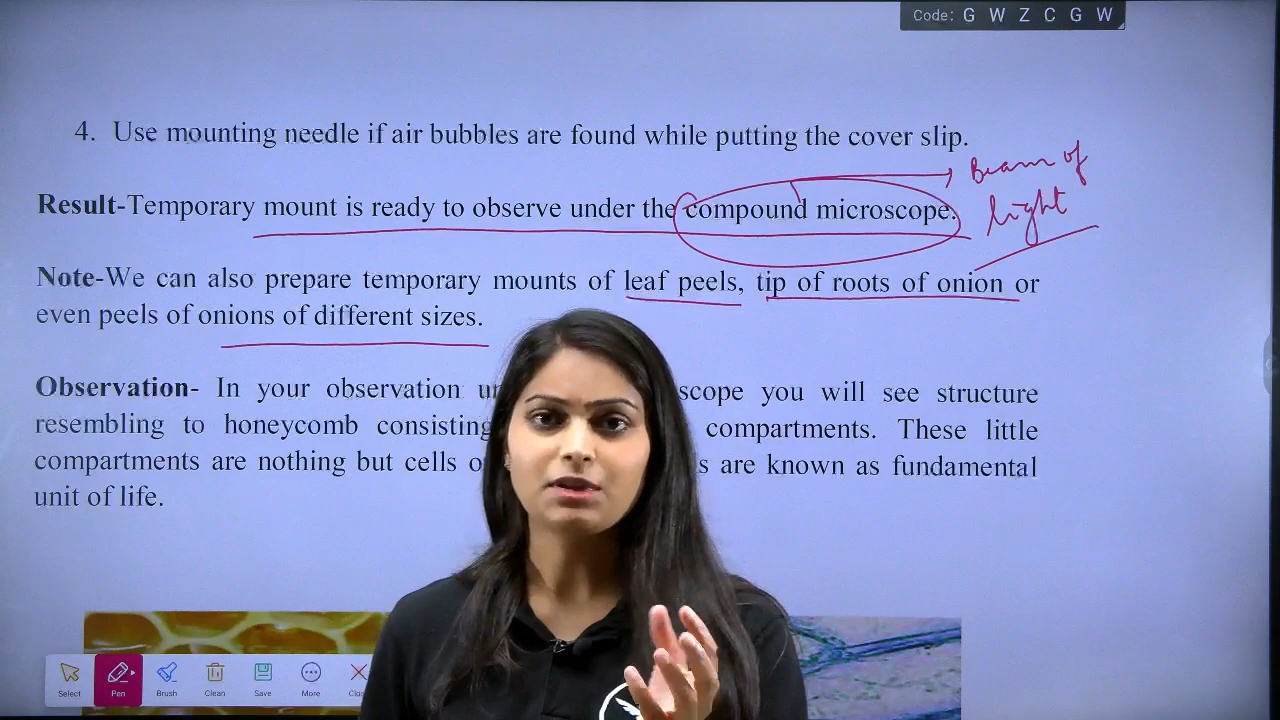 Code: G W Z C G W
4. Use mounting needle if air bubbles are found while putting the cover slip.
Beam of
light
Result-Temporary mount is ready to observe under the compound microscope.
Note-We can also prepare temporary mounts of leaf peels, tip of roots of onion or
even peels of onions of different sizes.
Observation- In your observation scope you will see structure
resembling to honeycomb consisting compartments. These little
compartments are nothing but cells are known as fundamental
unit of life.
Select Pen Brush Clean Save More